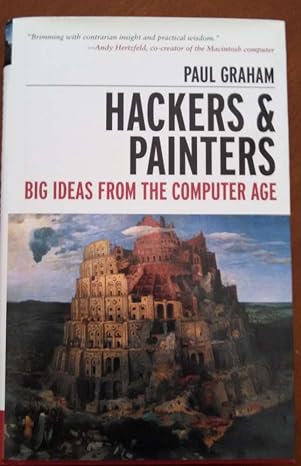 "Brimming with contrarian insight and practical wisdom."
—Andy Hertzfeld, co-creator of the Macintosh computer
PAUL GRAHAM
HACKERS &
PAINTERS
BIG IDEAS FROM THE COMPUTER AGE